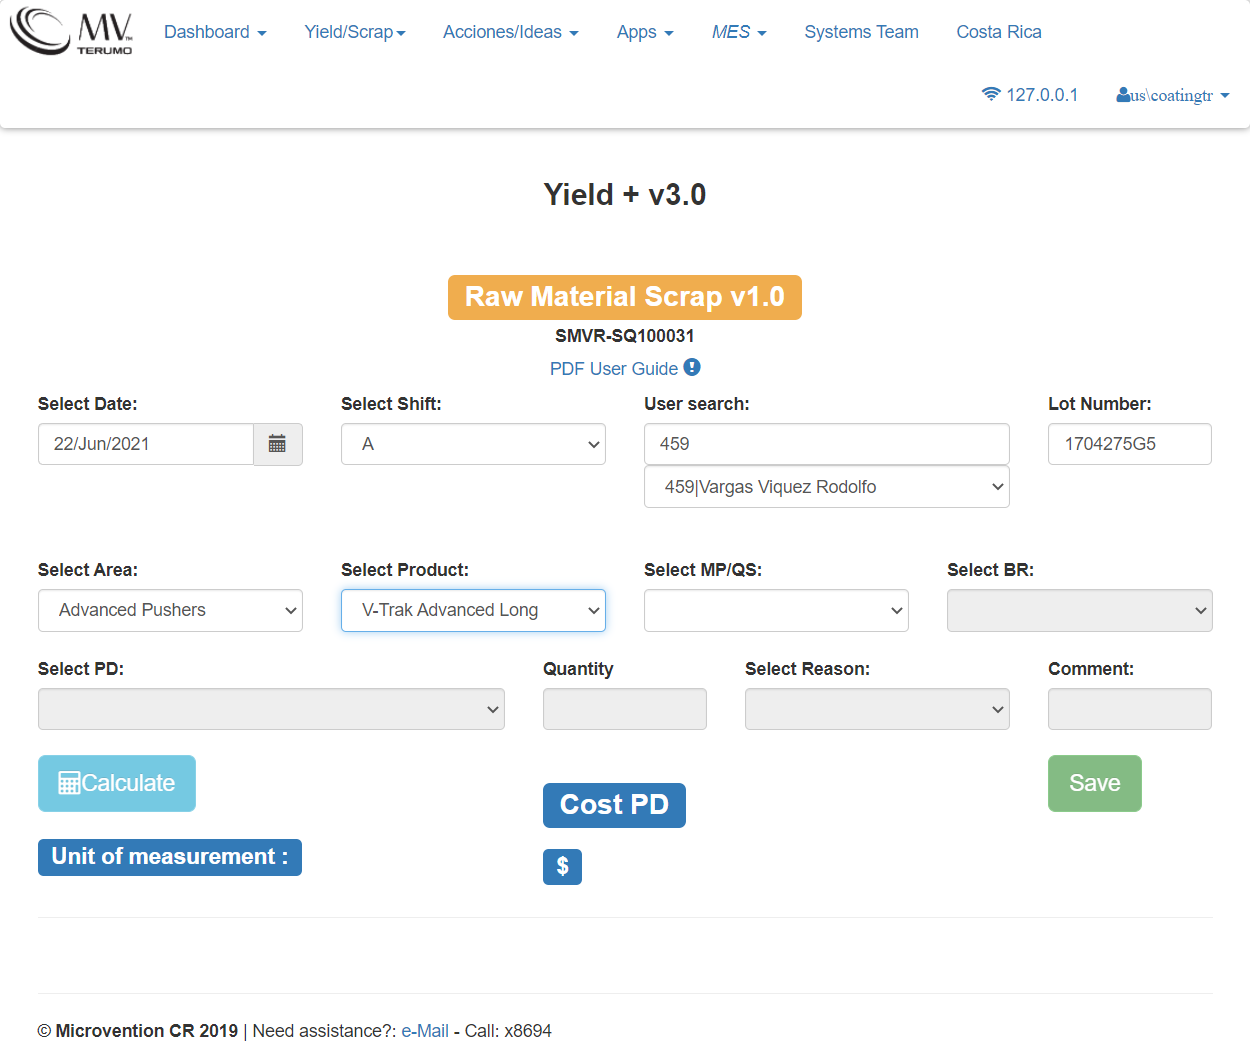 MV™
TERUMO
Dashboard
Yield/Scrap
Acciones/Ideas
Apps
MES
Systems Team
Costa Rica
127.0.0.1
us\coatingtr
Yield + v3.0
Raw Material Scrap v1.0
SMVR-SQ100031
PDF User Guide
Select Date:
Select Shift:
User search:
Lot Number:
22/Jun/2021
A
459
1704275G5
459|Vargas Viquez Rodolfo
Select Area:
Select Product:
Select MP/QS:
Select BR:
Advanced Pushers
V-Trak Advanced Long
Select PD:
Quantity
Select Reason:
Comment:
Calculate
Save
Cost PD
Unit of measurement :
$
© Microvention CR 2019 | Need assistance?: e-Mail - Call: x8694